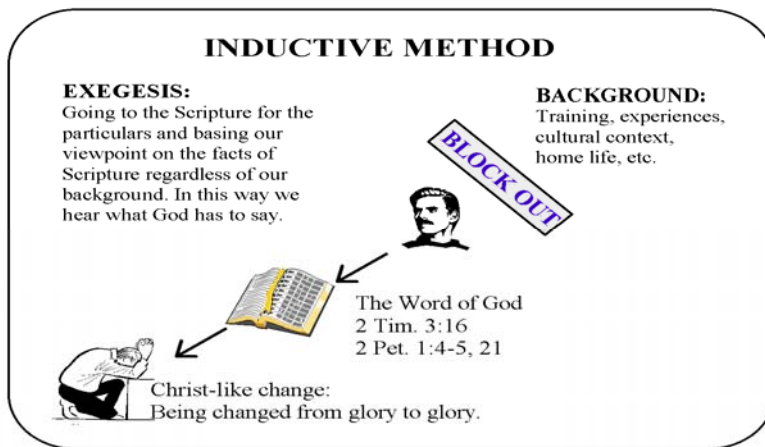 INDUCTIVE METHOD
EXEGESIS:
Going to the Scripture for the
particulars and basing our
viewpoint on the facts of
Scripture regardless of our
background. In this way we
hear what God has to say.
BACKGROUND:
Training, experiences,
cultural context,
home life, etc.
BLOCK OUT
The Word of God
2 Tim. 3:16
2 Pet. 1:4-5, 21
Christ-like change:
Being changed from glory to glory.